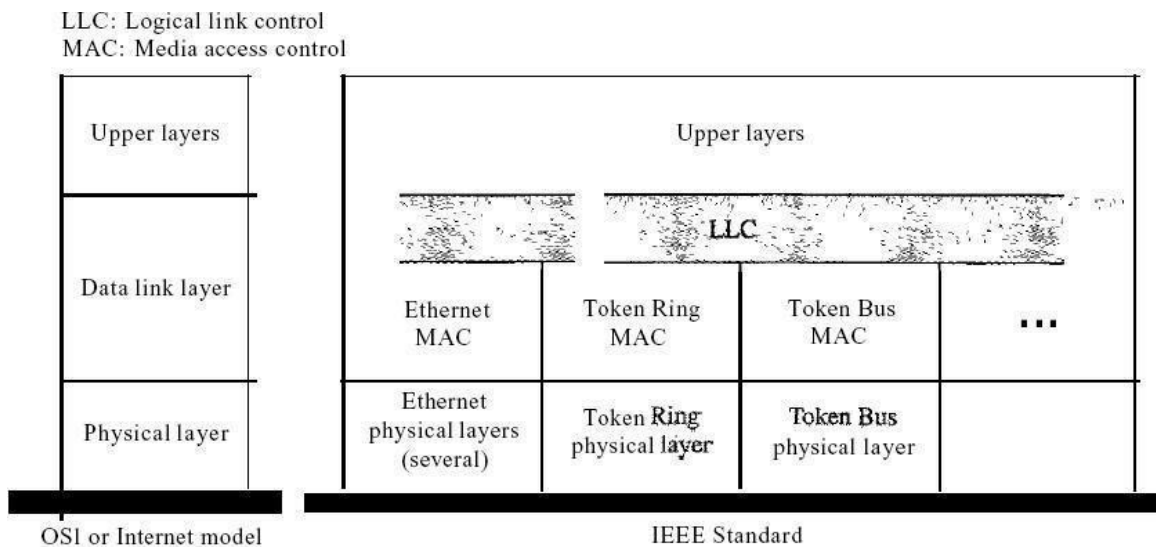 LLC: Logical link control
MAC: Media access control
Upper layers
Data link layer
Physical layer
OS1 or Internet model
Upper layers
LLC
Ethernet
MAC
Token Ring
MAC
Token Bus
MAC
...
Ethernet
physical layers
(several)
Token Ring
physical layer
Token Bus
physical layer
IEEE Standard